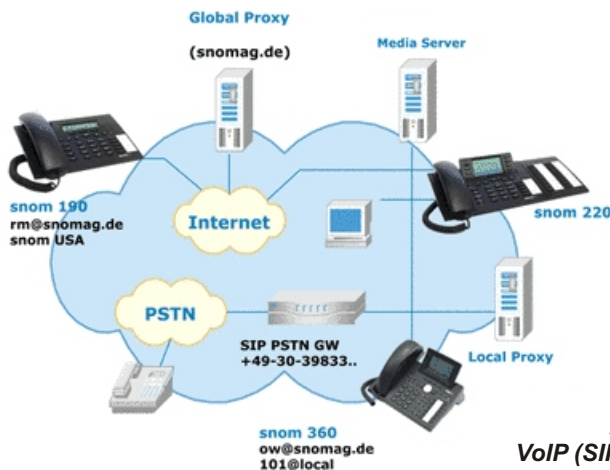 Global Proxy
(snomag.de)
Media Server
snom 190
rm@snomag.de
snom USA
Internet
snom 220
PSTN
SIP PSTN GW
+49-30-39833..
Local Proxy
snom 360
ow@snomag.de
101@local
VoIP (SI